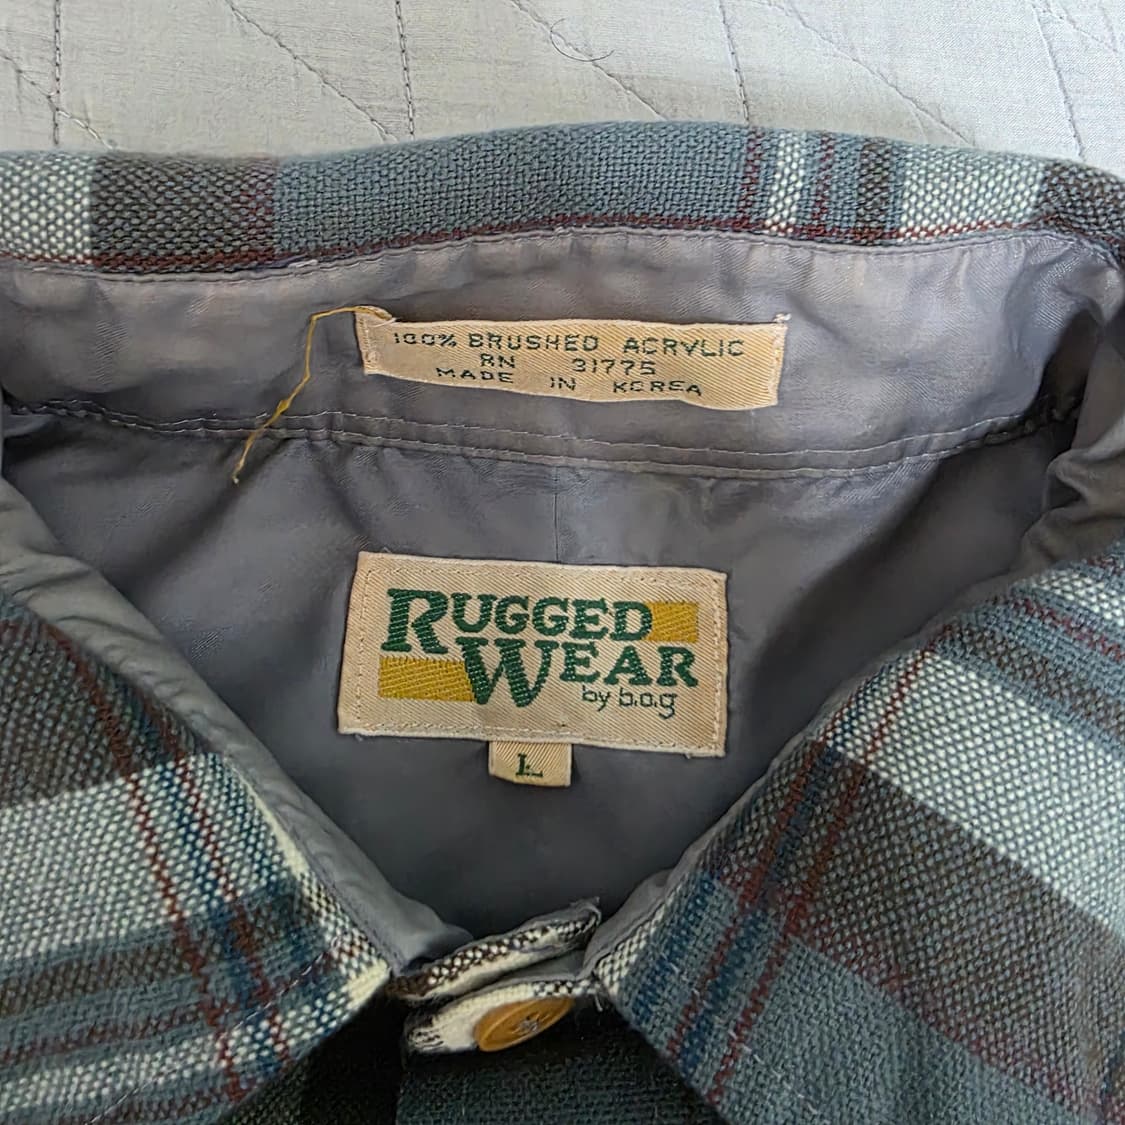 100% BRUSHED ACRYLIC
RN 31775
MADE IN KOREA
RUGGED
WEAR
by b.a.g
L